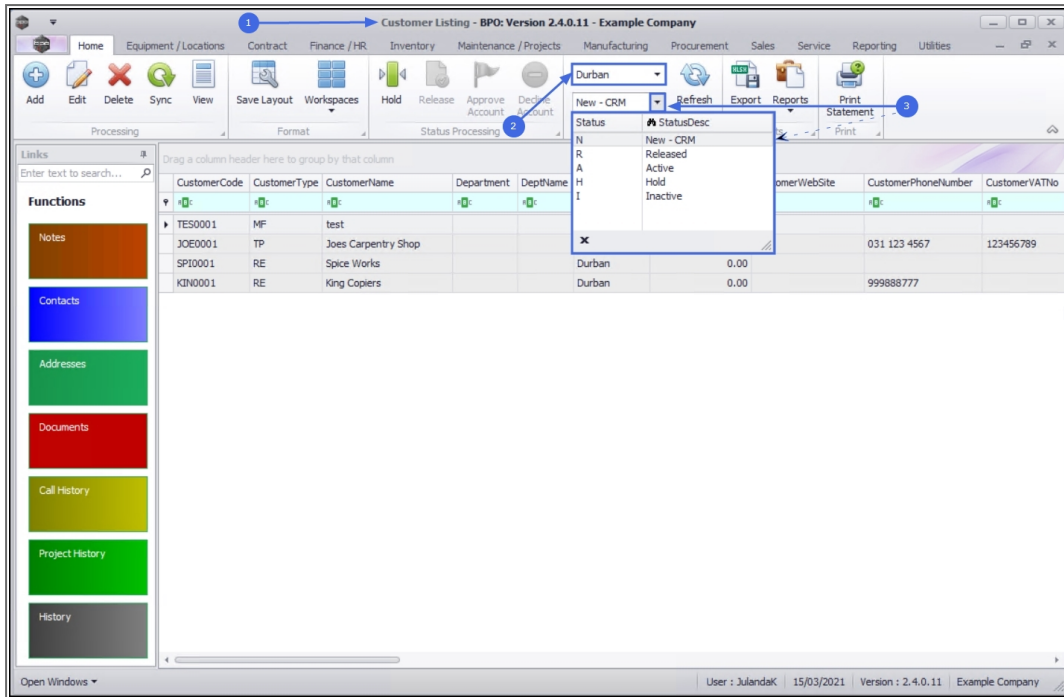 1
Customer Listing - BPO: Version 2.4.0.11 - Example Company
Home Equipment / Locations Contract Finance / HR Inventory Maintenance / Projects Manufacturing Procurement Sales Service Reporting Utilities
Add Edit Delete Sync View Save Layout Workspaces Hold Release Approve Account Decline Account Durban Refresh Export Reports Print Statement
New - CRM
3
2
Processing Format Status Processing Print
Status StatusDesc
N New - CRM
R Released
A Active
H Hold
I Inactive
Links
Enter text to search...
Functions
Notes
Contacts
Addresses
Documents
Call History
Project History
History
Drag a column header here to group by that column
CustomerCode CustomerType CustomerName Department DeptName CustomerPhoneNumber CustomerVATNo
TES0001 MF test
JOE0001 TP Joes Carpentry Shop 031 123 4567 123456789
SPI0001 RE Spice Works Durban 0.00
KIN0001 RE King Copiers Durban 0.00 999888777
Open Windows User : JulandaK 15/03/2021 Version : 2.4.0.11 Example Company